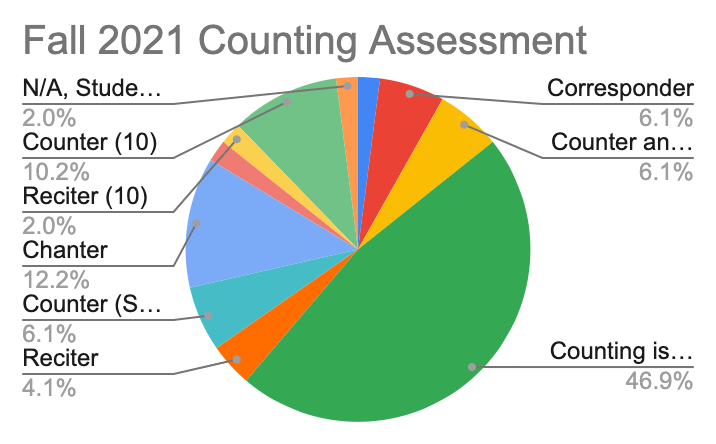 Fall 2021 Counting Assessment
N/A, Stude…
2.0%
Counter (10)
10.2%
Reciter (10)
2.0%
Chanter
12.2%
Counter (S…
6.1%
Reciter
4.1%
Corresponder
6.1%
Counter an…
6.1%
Counting is…
46.9%